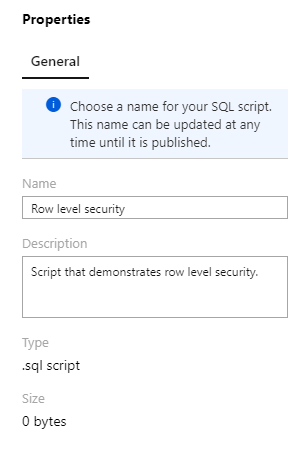 Properties
General
Choose a name for your SQL script.
This name can be updated at any
time until it is published.
Name
Row level security
Description
Script that demonstrates row level security.
Type
.sql script
Size
0 bytes